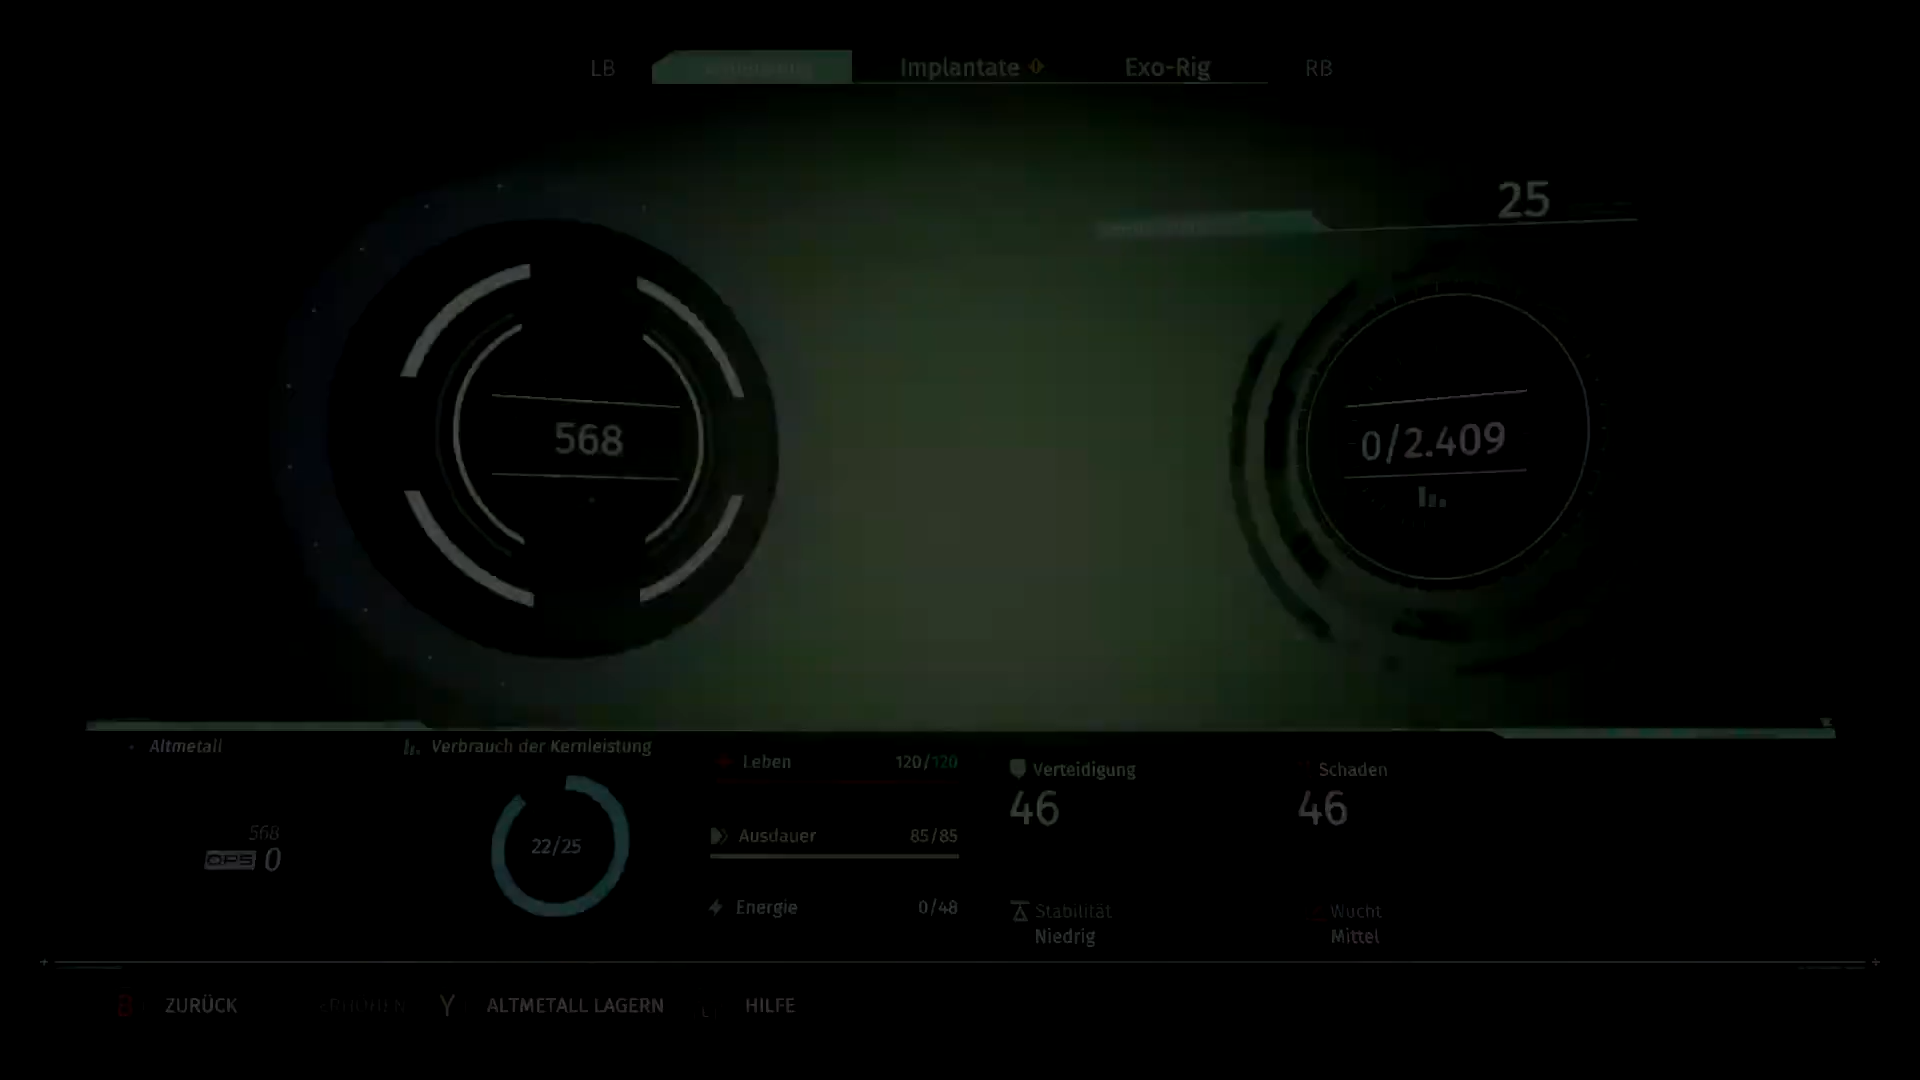 LB Implantate Exo-Rig RB
25
568
0/2.409
Altmetall
Verbrauch der Kernleistung
Leben 120/120
Verteidigung
46
Schaden
46
568
OPS 0
22/25
Ausdauer 85/85
Energie 0/48
Stabilität
Niedrig
Wucht
Mittel
B ZURÜCK ERHÖHEN Y ALTMETALL LAGERN HILFE